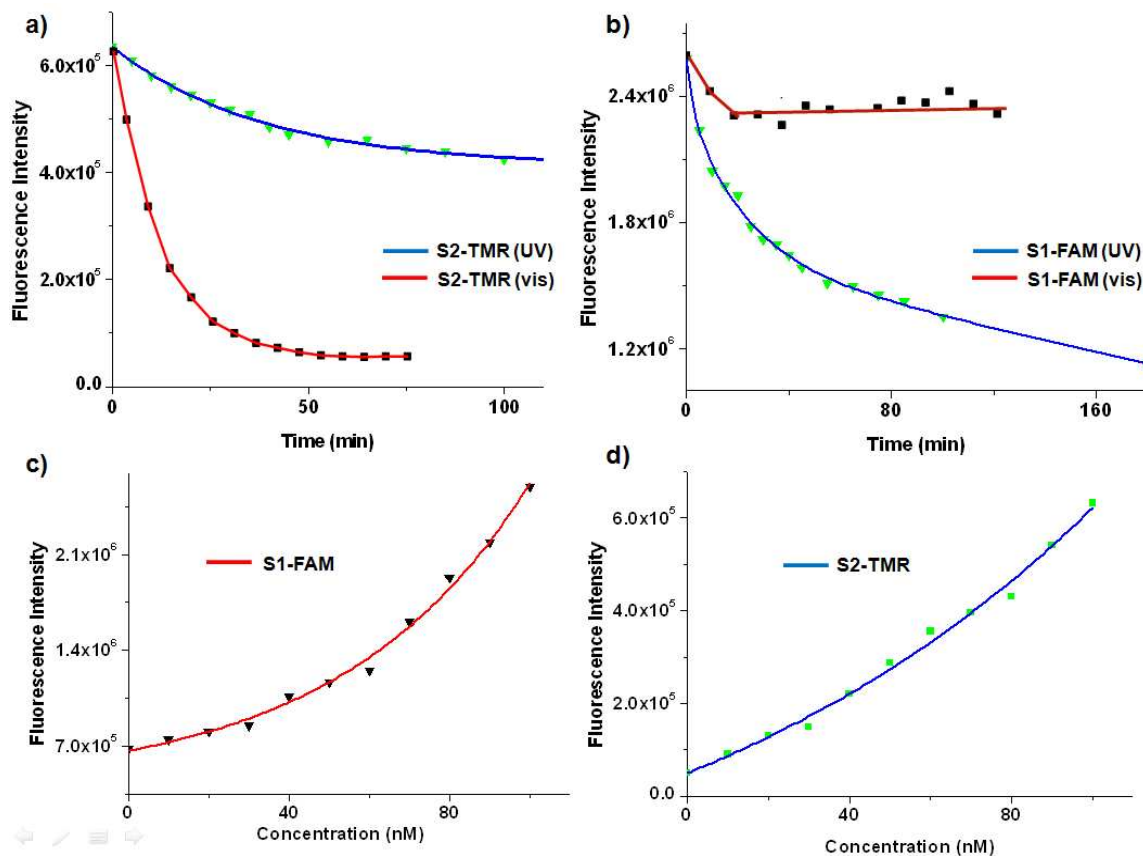 a)
Fluorescence Intensity
6.0x10⁵
4.0x10⁵
2.0x10⁵
0.0
S2-TMR (UV)
S2-TMR (vis)
0 50 100
Time (min)
b)
Fluorescence Intensity
2.4x10⁶
1.8x10⁶
1.2x10⁶
S1-FAM (UV)
S1-FAM (vis)
0 80 160
Time (min)
c)
Fluorescence Intensity
2.1x10⁶
1.4x10⁶
7.0x10⁵
S1-FAM
0 40 80
Concentration (nM)
d)
Fluorescence Intensity
6.0x10⁵
4.0x10⁵
2.0x10⁵
0.0
S2-TMR
0 40 80
Concentration (nM)